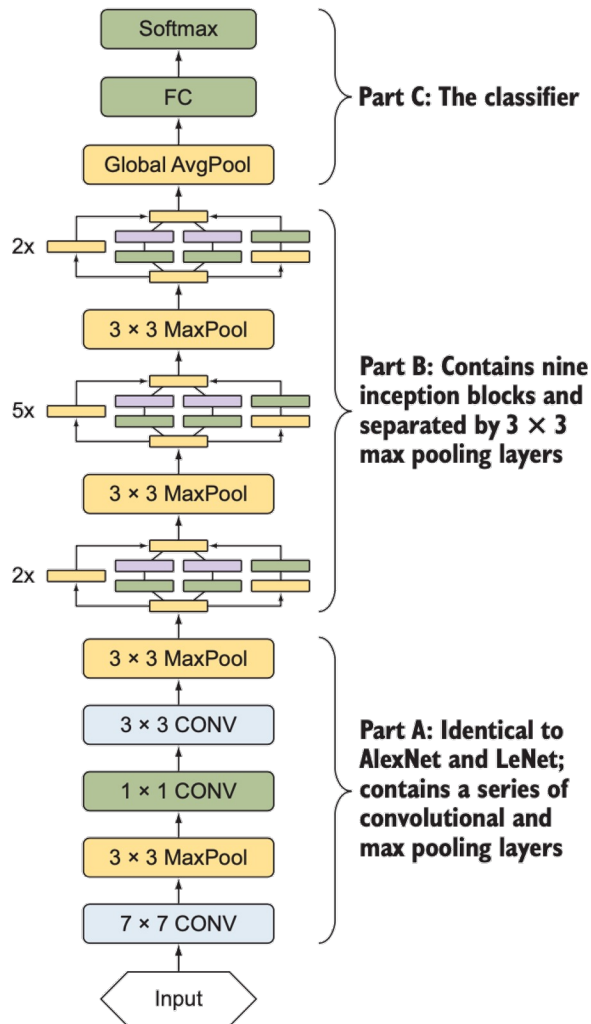 Softmax
FC
Part C: The classifier
Global AvgPool
2x
3 × 3 MaxPool
5x
Part B: Contains nine
inception blocks and
separated by 3 × 3
max pooling layers
3 × 3 MaxPool
2x
3 × 3 MaxPool
3 × 3 CONV
1 × 1 CONV
Part A: Identical to
AlexNet and LeNet;
contains a series of
convolutional and
max pooling layers
3 × 3 MaxPool
7 × 7 CONV
Input